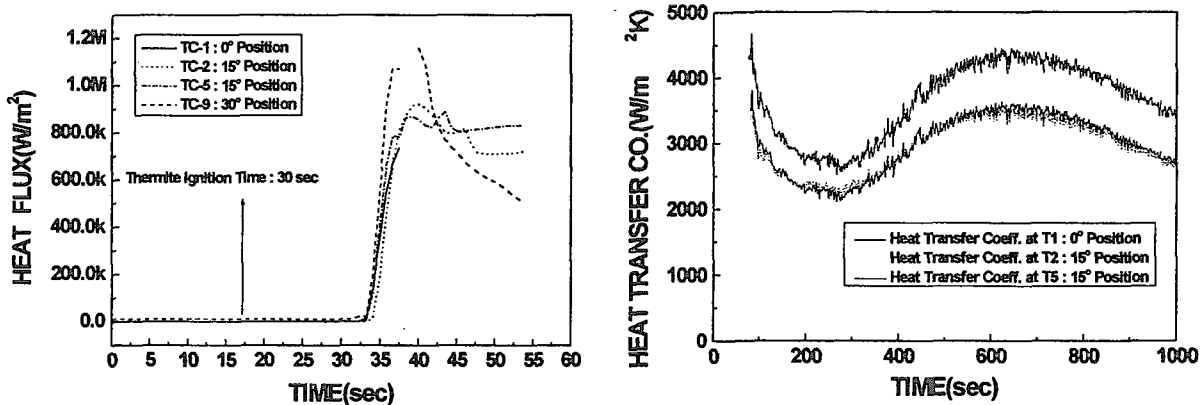 HEAT FLUX(W/m²)
1.2M
1.0M
800.0k
600.0k
400.0k
200.0k
0.0
TC-1 : 0° Position
TC-2 : 15° Position
TC-5 : 15° Position
TC-9 : 30° Position
Thermite Ignition Time : 30 sec
0 5 10 15 20 25 30 35 40 45 50 55 60
TIME(sec)
HEAT TRANSFER CO.(W/m ²K)
5000
4000
3000
2000
1000
0
Heat Transfer Coeff. at T1 : 0° Position
Heat Transfer Coeff. at T2 : 15° Position
Heat Transfer Coeff. at T5 : 15° Position
0 200 400 600 800 1000
TIME(sec)